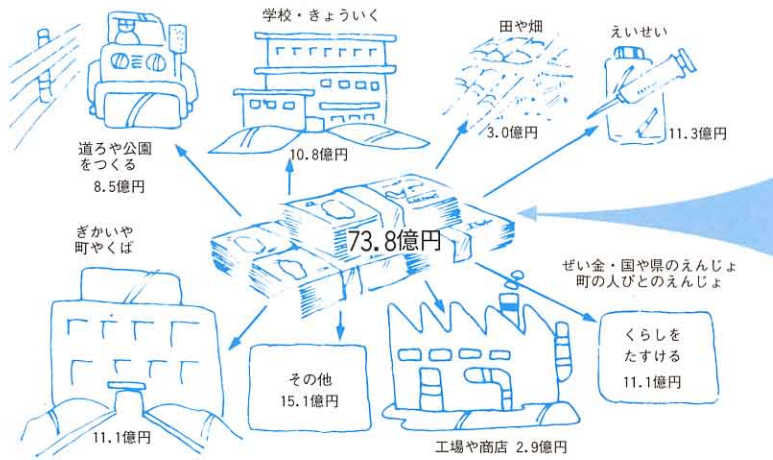 学校・きょういく
田や畑
えいせい
道ろや公園
をつくる
8.5億円
10.8億円
3.0億円
11.3億円
ぎかいや
町やくば
73.8億円
ぜい金・国や県のえんじょ
町の人びとのえんじょ
くらしを
たすける
11.1億円
その他
15.1億円
11.1億円
工場や商店 2.9億円